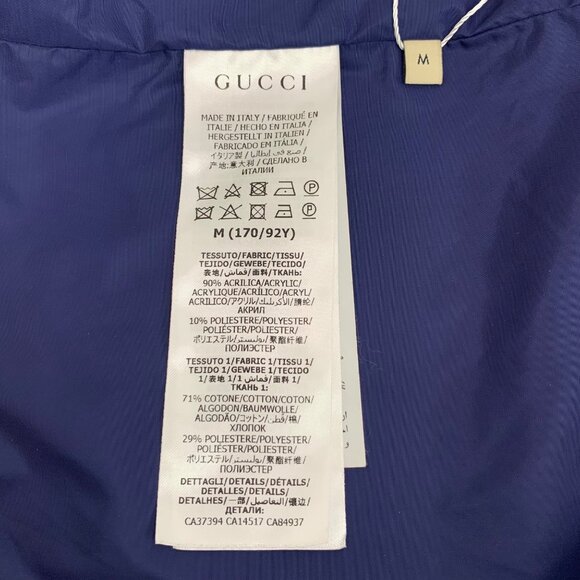 GUCCI
M
MADE IN ITALY / FABRIQUÉ EN
ITALIE / HECHO EN ITALIA /
HERGESTELLT IN ITALIEN /
FABRICADO EM ITÁLIA /
イタリア製 / صنع في إيطاليا /
产地:意大利 / СДЕЛАНО В
ИТАЛИИ
M (170/92Y)
TESSUTO/FABRIC/TISSU/
TEJIDO/GEWEBE/TECIDO/
表地/قماش/面料/ТКАНЬ:
90% ACRILICA/ACRYLIC/
ACRYLIQUE/ACRÍLICO/ACRYL/
ACRILICO/アクリル/الأكريليك/腈纶/
АКРИЛ
10% POLIESTERE/POLYESTER/
POLIÉSTER/POLYESTER/
ポリエステル/بوليستر/聚酯纤维/
ПОЛИЭСТЕР
TESSUTO 1/FABRIC 1/TISSU 1/
TEJIDO 1/GEWEBE 1/TECIDO
1/表地 1/قماش 1/面料 1/
ТКАНЬ 1:
71% COTONE/COTTON/COTON/
ALGODON/BAUMWOLLE/
ALGODÃO/コットン/قطن/棉/
ХЛОПОК
29% POLIESTERE/POLYESTER/
POLIÉSTER/POLYESTER/
ポリエステル/بوليستر/聚酯纤维/
ПОЛИЭСТЕР
DETTAGLI/DETAILS/DÉTAILS/
DETALLES/DETAILS/
DETALHES/一部/التفاصيل/镶边/
ДЕТАЛИ:
CA37394 CA14517 CA84937